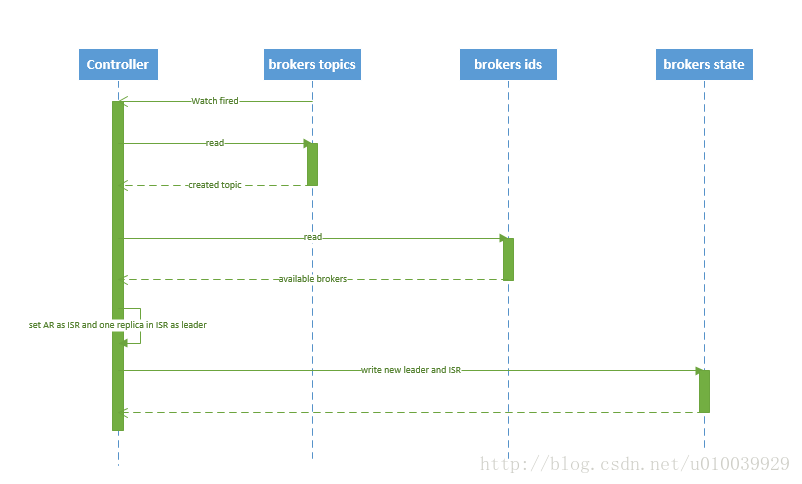 Controller
brokers topics
brokers ids
brokers state
Watch fired
read
created topic
read
available brokers
set AR as ISR and one replica in ISR as leader
write new leader and ISR
http://blog.csdn.net/u010039929